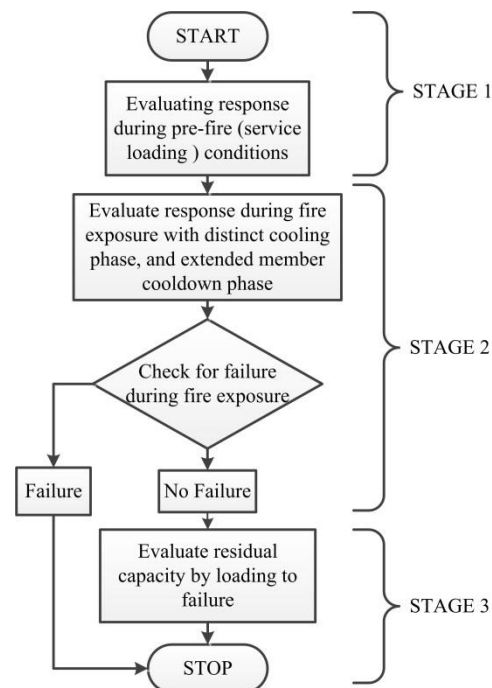 START
STAGE 1
Evaluating response
during pre-fire (service
loading ) conditions
Evaluate response during fire
exposure with distinct cooling
phase, and extended member
cooldown phase
STAGE 2
Check for failure
during fire exposure
Failure
No Failure
Evaluate residual
capacity by loading to
failure
STAGE 3
STOP